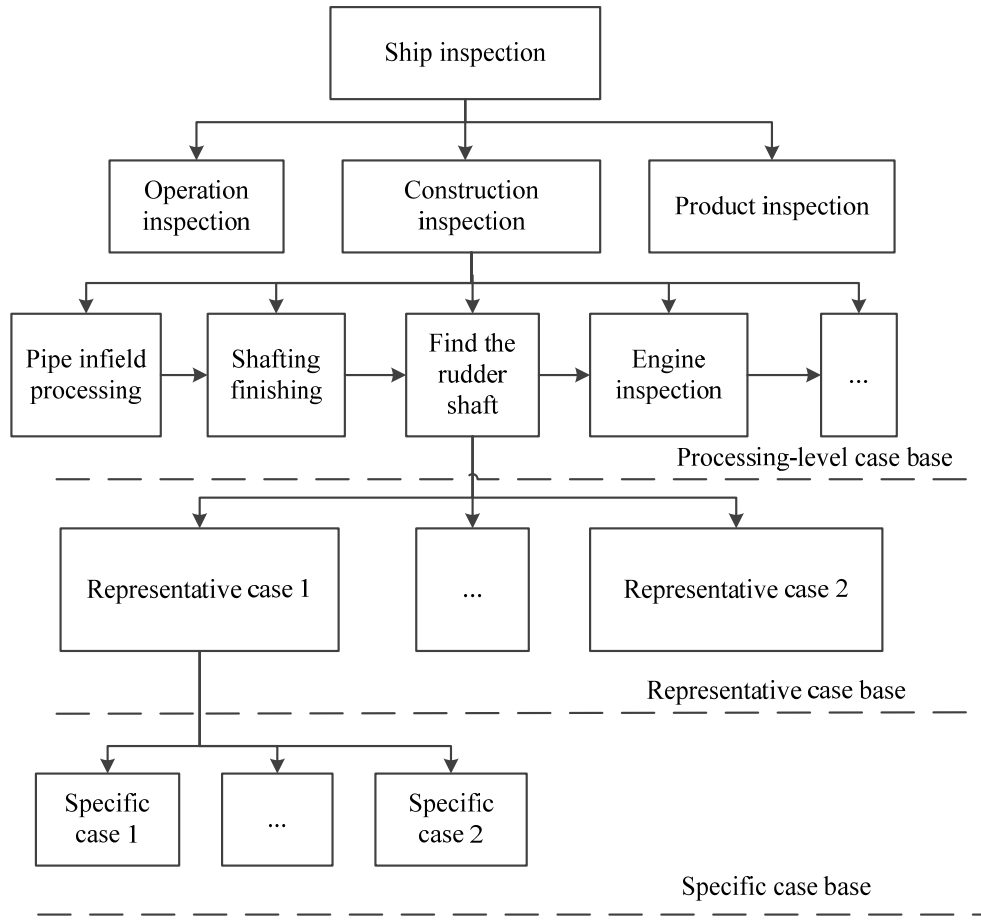 Ship inspection
Operation
inspection
Construction
inspection
Product inspection
Pipe infield
processing
Shafting
finishing
Find the
rudder
shaft
Engine
inspection
...
Processing-level case base
Representative case 1
...
Representative case 2
Representative case base
Specific
case 1
...
Specific
case 2
Specific case base